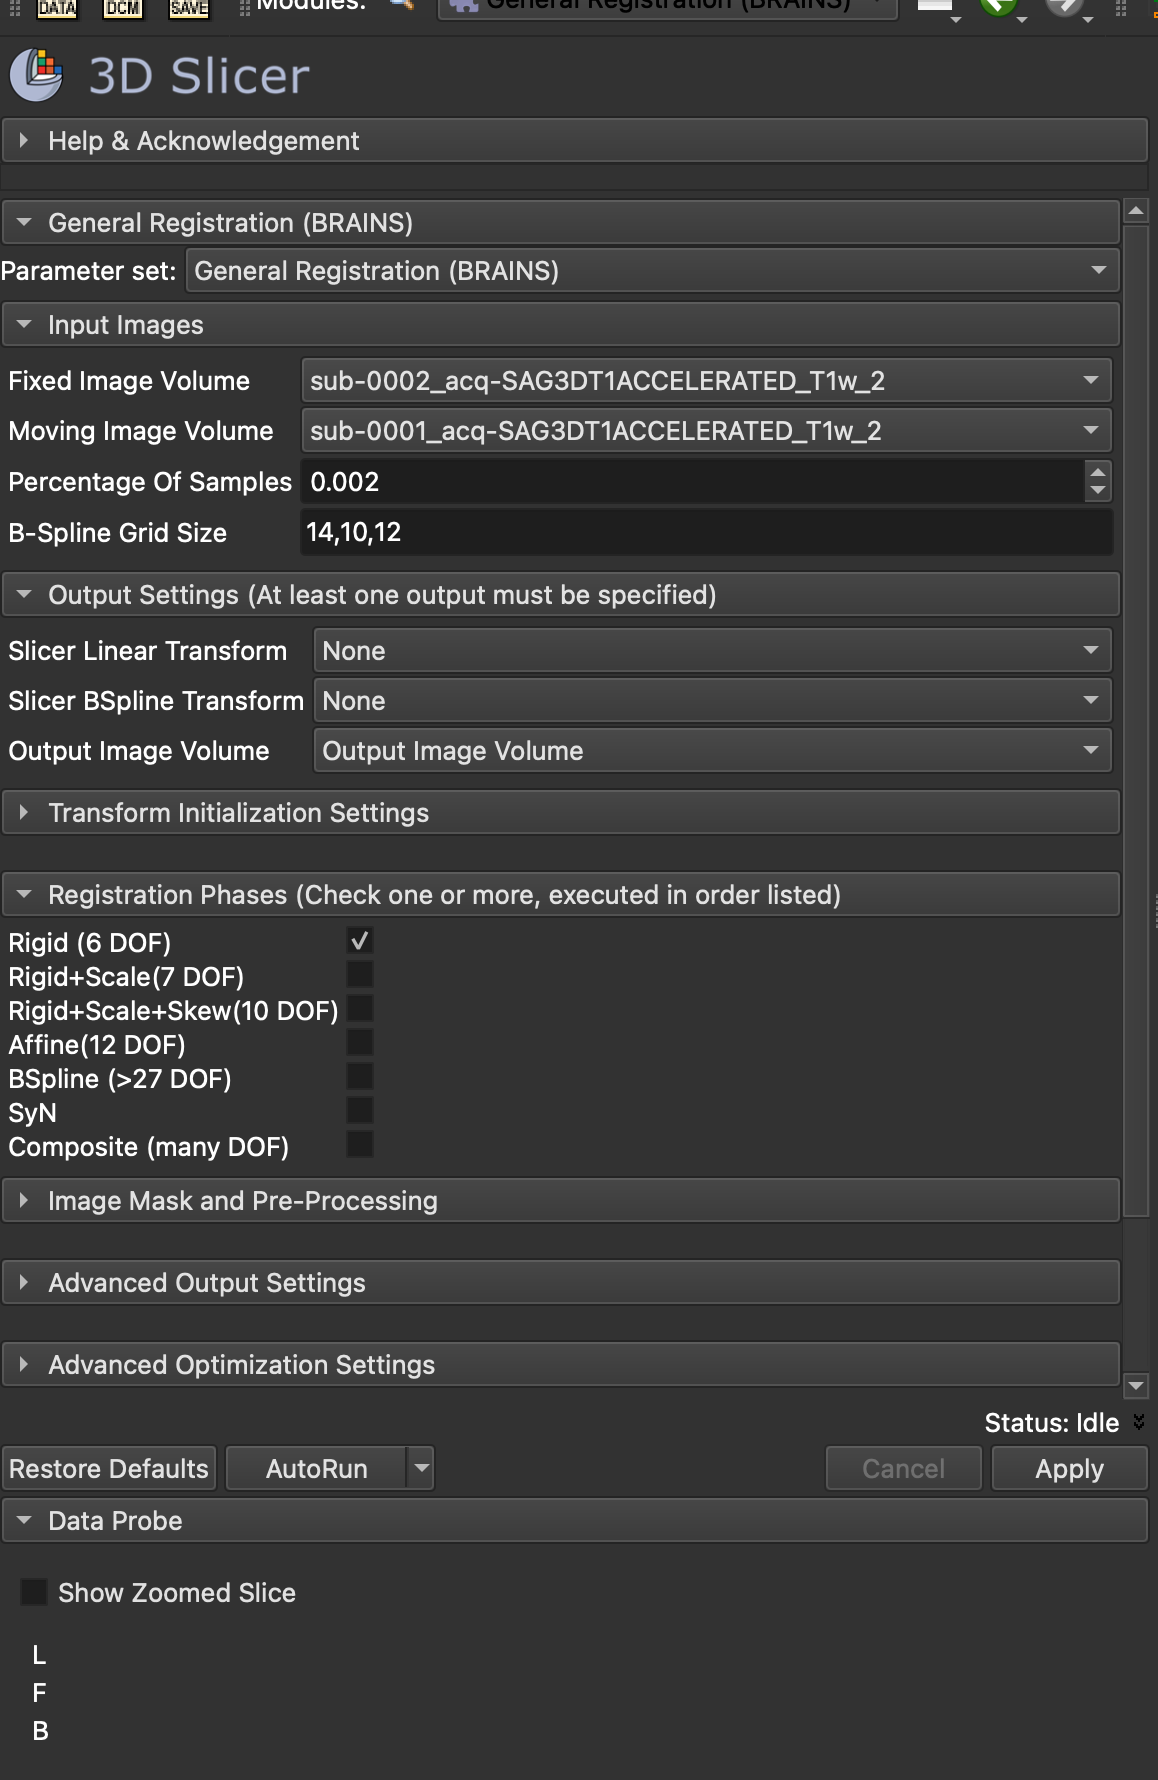 DATA DCM SAVE Modules: General Registration (BRAINS)
3D Slicer
Help & Acknowledgement
General Registration (BRAINS)
Parameter set: General Registration (BRAINS)
Input Images
Fixed Image Volume sub-0002_acq-SAG3DT1ACCELERATED_T1w_2
Moving Image Volume sub-0001_acq-SAG3DT1ACCELERATED_T1w_2
Percentage Of Samples 0.002
B-Spline Grid Size 14,10,12
Output Settings (At least one output must be specified)
Slicer Linear Transform None
Slicer BSpline Transform None
Output Image Volume Output Image Volume
Transform Initialization Settings
Registration Phases (Check one or more, executed in order listed)
Rigid (6 DOF)
Rigid+Scale(7 DOF)
Rigid+Scale+Skew(10 DOF)
Affine(12 DOF)
BSpline (>27 DOF)
SyN
Composite (many DOF)
Image Mask and Pre-Processing
Advanced Output Settings
Advanced Optimization Settings
Status: Idle
Restore Defaults AutoRun Cancel Apply
Data Probe
Show Zoomed Slice
L
F
B